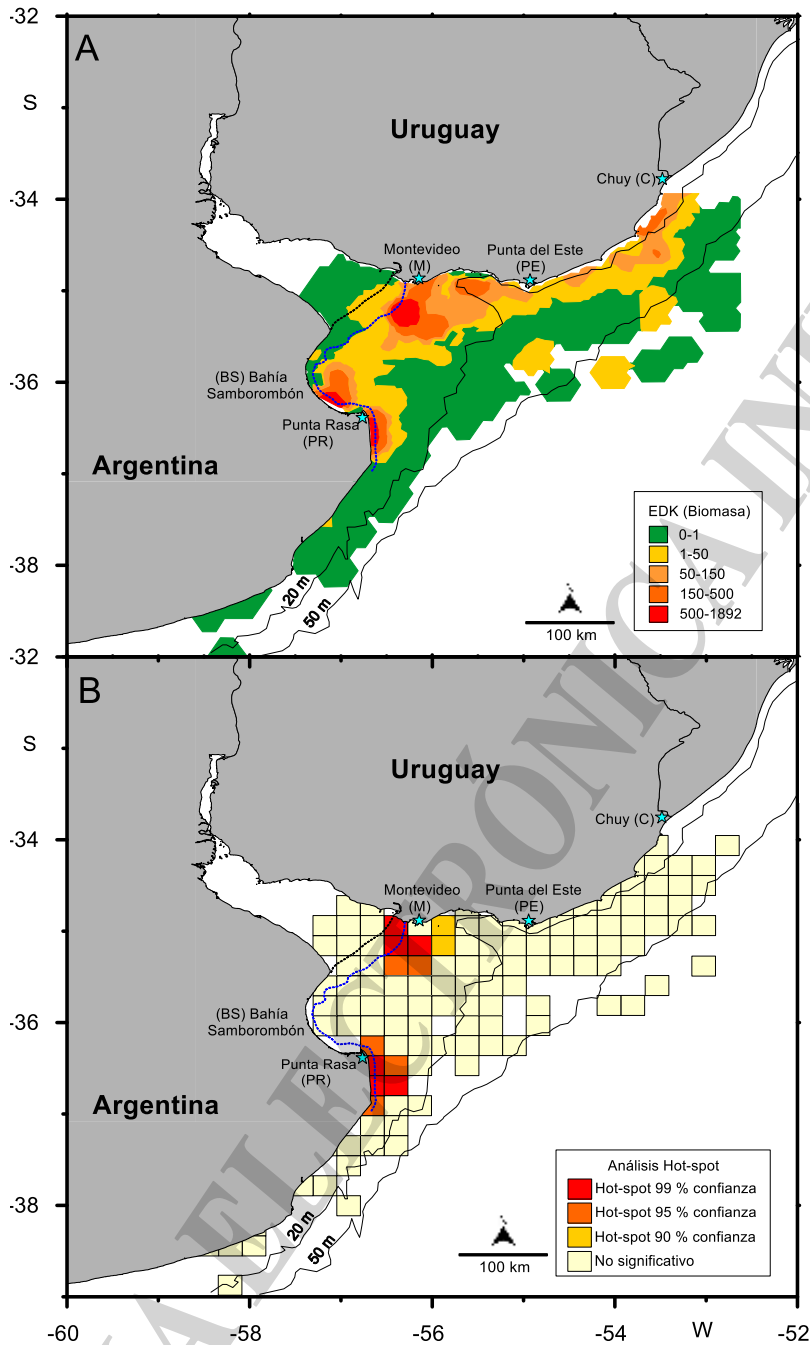 -32
A
S
Uruguay
Chuy (C)
-34
Montevideo
(M)
Punta del Este
(PE)
-36
(BS) Bahía
Samborombón
Punta Rasa
(PR)
Argentina
EDK (Biomasa)
0-1
1-50
50-150
150-500
500-1892
-38
20 m
50 m
100 km
-32
B
S
Uruguay
Chuy (C)
-34
Montevideo
(M)
Punta del Este
(PE)
-36
(BS) Bahía
Samborombón
Punta Rasa
(PR)
Argentina
Análisis Hot-spot
Hot-spot 99 % confianza
Hot-spot 95 % confianza
Hot-spot 90 % confianza
No significativo
-38
20 m
50 m
100 km
-60
-58
-56
-54
W
-52
A ELECTRÓNICA IN